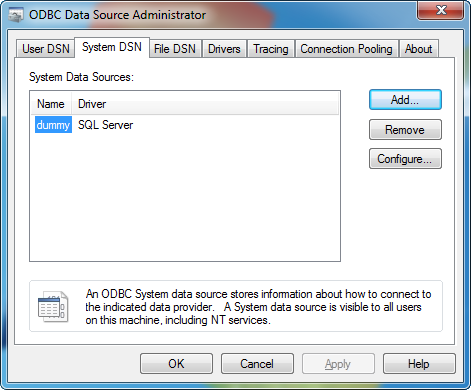 ODBC Data Source Administrator
User DSN System DSN File DSN Drivers Tracing Connection Pooling About
System Data Sources:
Name Driver
dummy SQL Server
Add...
Remove
Configure...
An ODBC System data source stores information about how to connect to
the indicated data provider.   A System data source is visible to all users
on this machine, including NT services.
OK Cancel Apply Help